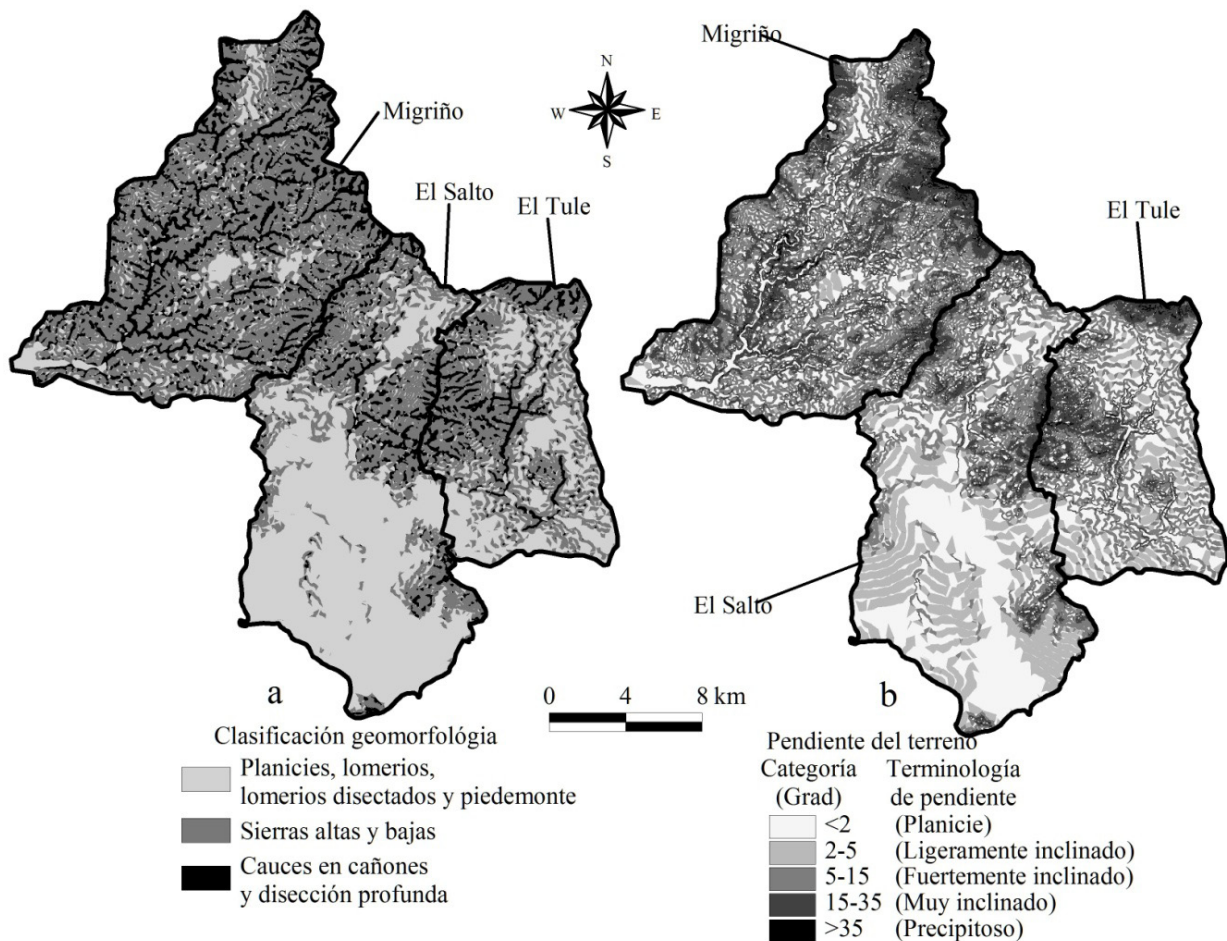 Migriño
El Salto
El Tule
N
W
E
S
Migriño
El Tule
El Salto
a
b
0 4 8 km
Clasificación geomorfológia
Planicies, lomerios,
lomerios disectados y piedemonte
Sierras altas y bajas
Cauces en cañones
y disección profunda
Pendiente del terreno
Categoría Terminología
(Grad) de pendiente
<2 (Planicie)
2-5 (Ligeramente inclinado)
5-15 (Fuertemente inclinado)
15-35 (Muy inclinado)
>35 (Precipitoso)